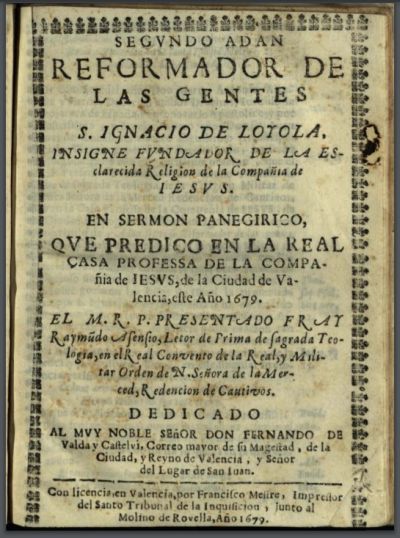 SEGVNDO ADAN
REFORMADOR DE
LAS GENTES
S. IGNACIO DE LOYOLA,
INSIGNE FVNDADOR DE LA ES-
clarecida Religion de la Compañia de
IESVS.
EN SERMON PANEGIRICO,
QVE PREDICO EN LA REAL
CASA PROFESSA DE LA COMPA-
ñia de IESVS, de la Ciudad de Va-
lencia, este Año 1679.
EL M. R. P. PRESENTADO FRAY
Raymũdo Asensio, Letor de Prima de sagrada Teo-
logia, en el Real Convento de la Real, y Mili-
tar Orden de N. Señora de la Mer-
ced, Redencion de Cautivos.
DEDICADO
AL MVY NOBLE SEñOR DON FERNANDO DE
Valda y Castelvi, Correo mayor de su Magestad, de la
Ciudad, y Reyno de Valencia, y Señor
del Lugar de San Iuan.
Con licencia, en Valencia, por Francisco Mestre, Impressor
del Santo Tribunal de la Inquisicion, junto al
Molino de Rovella, Año 1679.